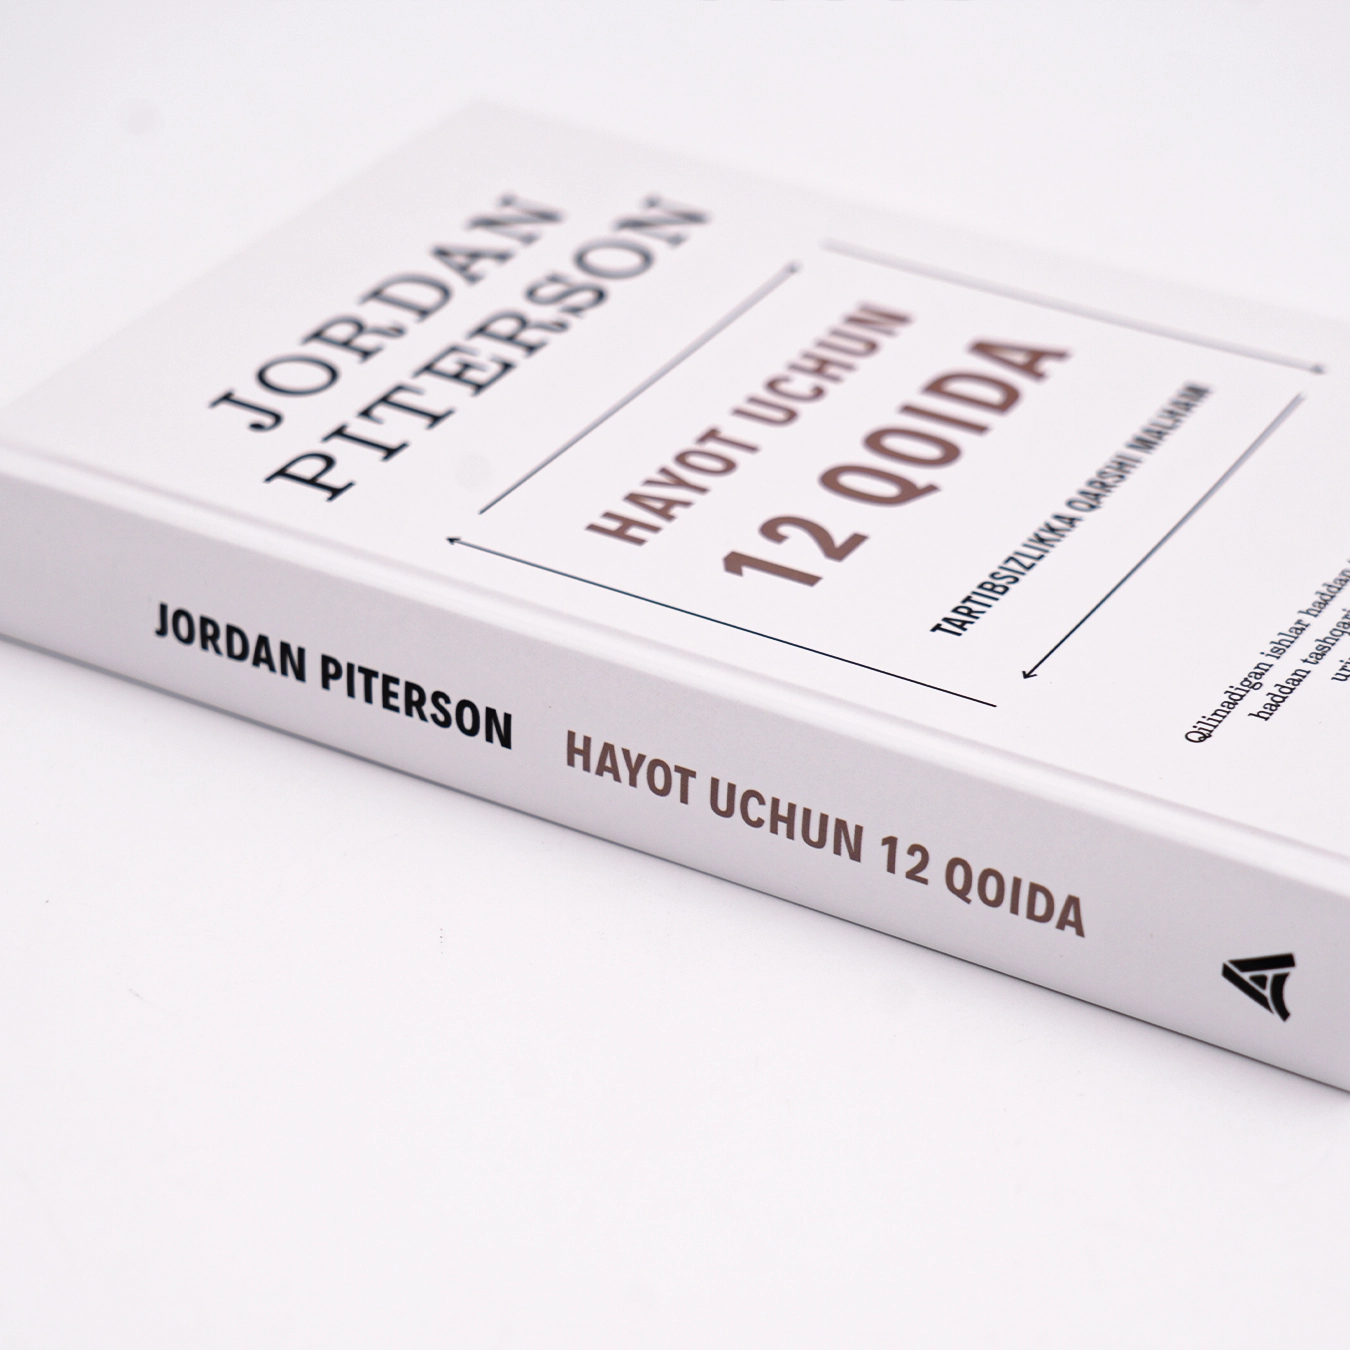 JORDAN
PITERSON
HAYOT UCHUN
12 QOIDA
TARTIBSIZLIKKA QARSHI MALHAM
Qilinadigan ishlar haddan
haddan tashqari
JORDAN PITERSON HAYOT UCHUN 12 QOIDA